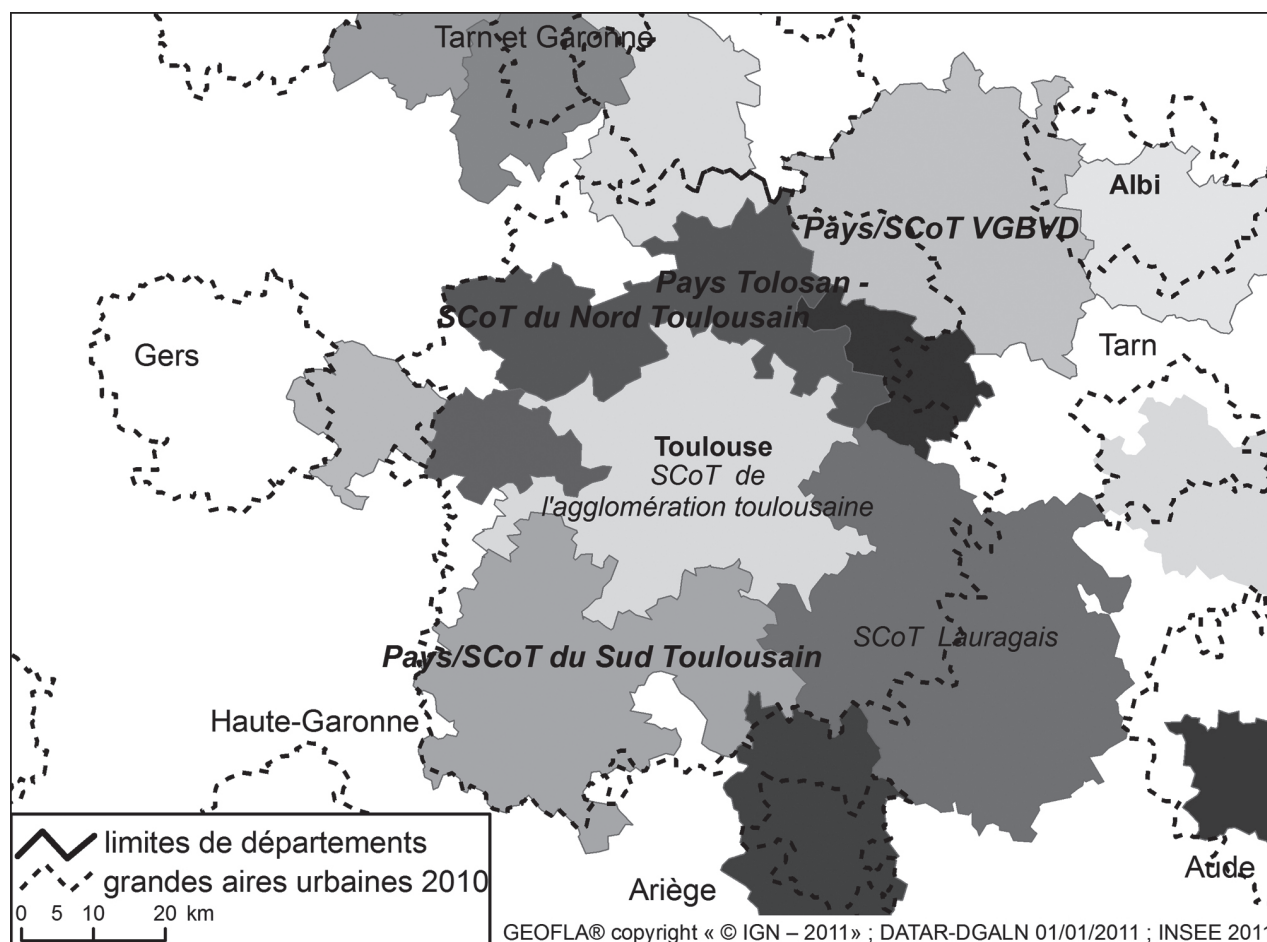 Tarn et Garonne
Albi
Pays/SCoT VGBVD
Pays Tolosan -
SCoT du Nord Toulousain
Gers
Tarn
Toulouse
SCoT de
l'agglomération toulousaine
SCoT Lauragais
Pays/SCoT du Sud Toulousain
Haute-Garonne
limites de départements
grandes aires urbaines 2010
0 5 10 20 km
Ariège
Aude
GEOFLA® copyright « © IGN – 2011» ; DATAR-DGALN 01/01/2011 ; INSEE 2011